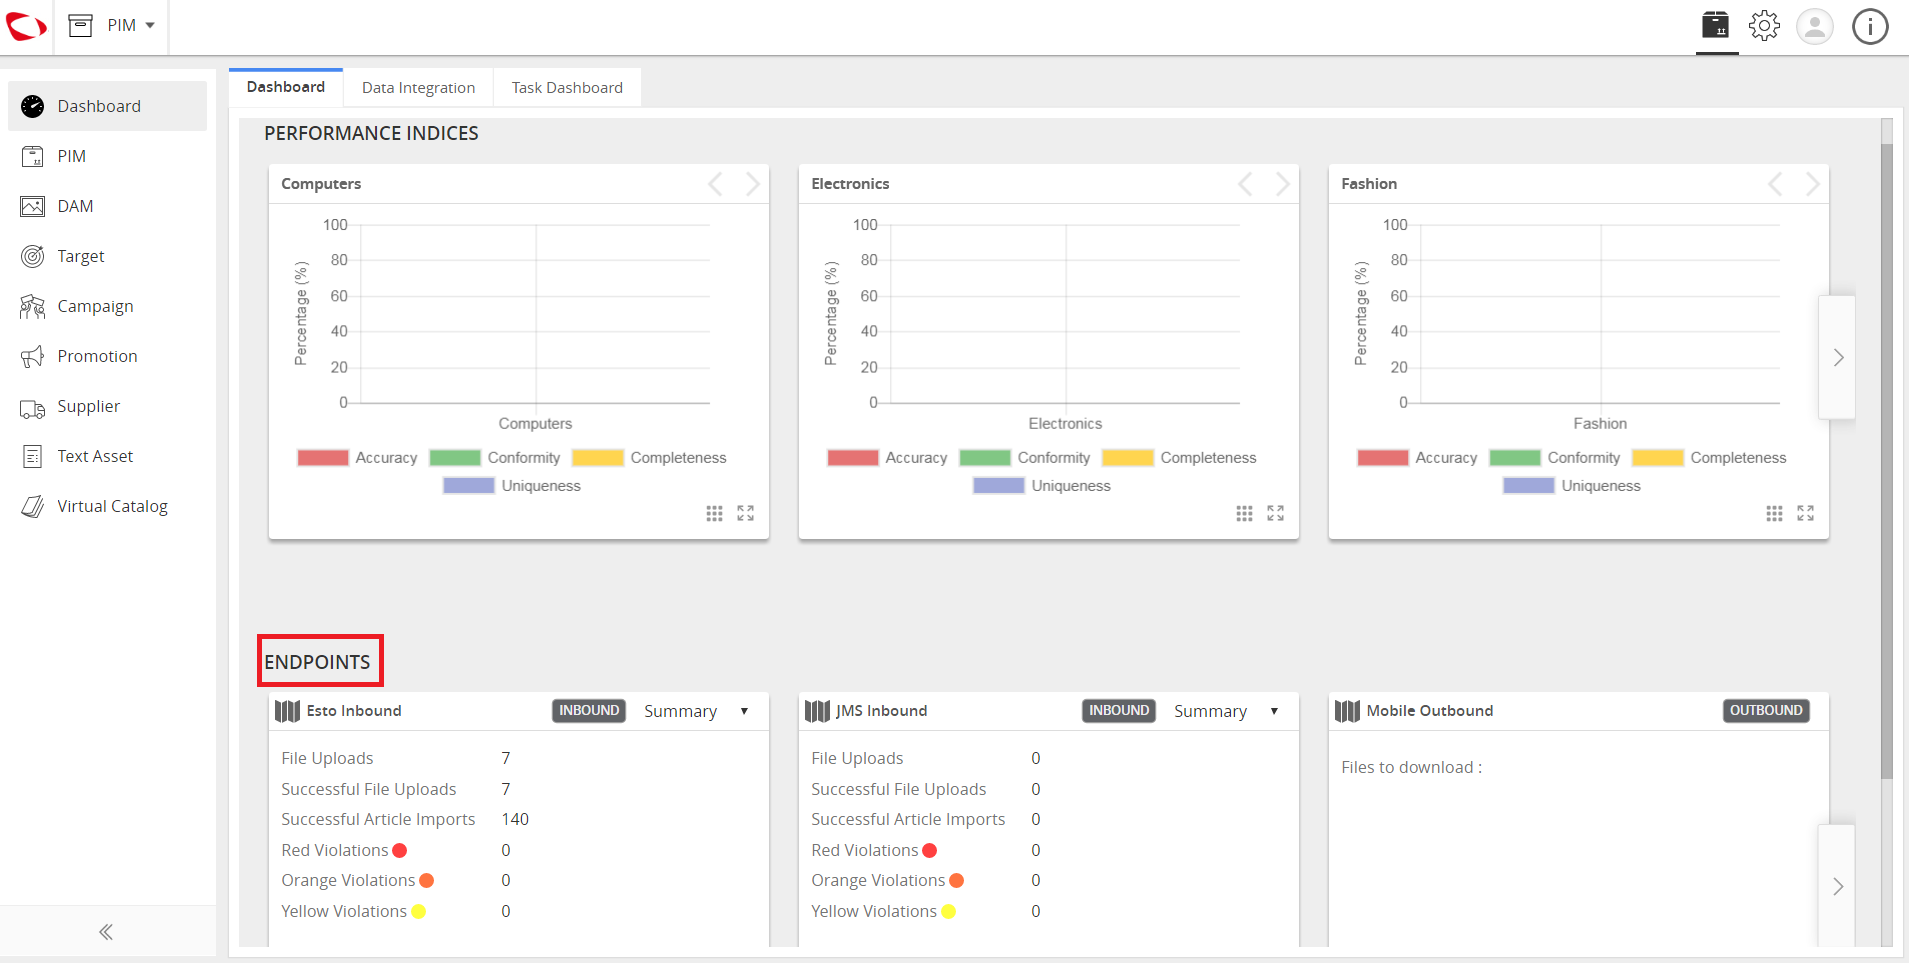 PIM
Dashboard
PIM
DAM
Target
Campaign
Promotion
Supplier
Text Asset
Virtual Catalog
Dashboard Data Integration Task Dashboard
PERFORMANCE INDICES
Computers
100
80
60
40
20
0
Percentage (%)
Computers
Accuracy Conformity Completeness
Uniqueness
Electronics
100
80
60
40
20
0
Percentage (%)
Electronics
Accuracy Conformity Completeness
Uniqueness
Fashion
100
80
60
40
20
0
Percentage (%)
Fashion
Accuracy Conformity Completeness
Uniqueness
ENDPOINTS
Esto Inbound INBOUND Summary
File Uploads 7
Successful File Uploads 7
Successful Article Imports 140
Red Violations 0
Orange Violations 0
Yellow Violations 0
JMS Inbound INBOUND Summary
File Uploads 0
Successful File Uploads 0
Successful Article Imports 0
Red Violations 0
Orange Violations 0
Yellow Violations 0
Mobile Outbound OUTBOUND
Files to download :